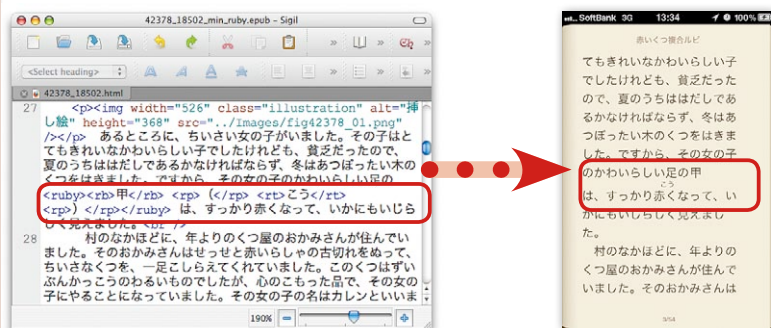 42378_18502_min_ruby.epub - Sigil
<Select heading>
42378_18502.html
27 <p><img width="526" class="illustration" alt="挿
し絵" height="368" src="../Images/fig42378_01.png"
/></p> あるところに、ちいさい女の子がいました。その子はと
てもきれいなかわいらしい子でしたけれども、貧乏だったので、
夏のうちははだしであるかなければならず、冬はあつぼったい木の
くつをはきました。ですから、その女の子のかわいらしい足の
<ruby><rb>甲</rb> <rp> (</rp> <rt>こう</rt>
<rp>) </rp></ruby> は、すっかり赤くなって、いかにもいじら
しく見えました。<br />
28 村のなかほどに、年よりのくつ屋のおかみさんが住んでい
ました。そのおかみさんはせっせと赤いらしゃの古切れをぬって、
ちいさなくつを、一足こしらえてくれていました。このくつはずい
ぶんかっこうのわるいものでしたが、心のこもった品で、その女の
子にやることになっていました。その女の子の名はカレンといいま
190%
SoftBank 3G 13:34 100%
赤いくつ複合ルビ
てもきれいなかわいらしい子
でしたけれども、貧乏だった
ので、夏のうちははだしであ
るかなければならず、冬はあ
つぼったい木のくつをはきま
した。ですから、その女の子
のかわいらしい足の甲
こう
は、すっかり赤くなって、い
かにもいじらしく見えまし
た。
村のなかほどに、年よりの
くつ屋のおかみさんが住んで
いました。そのおかみさんは